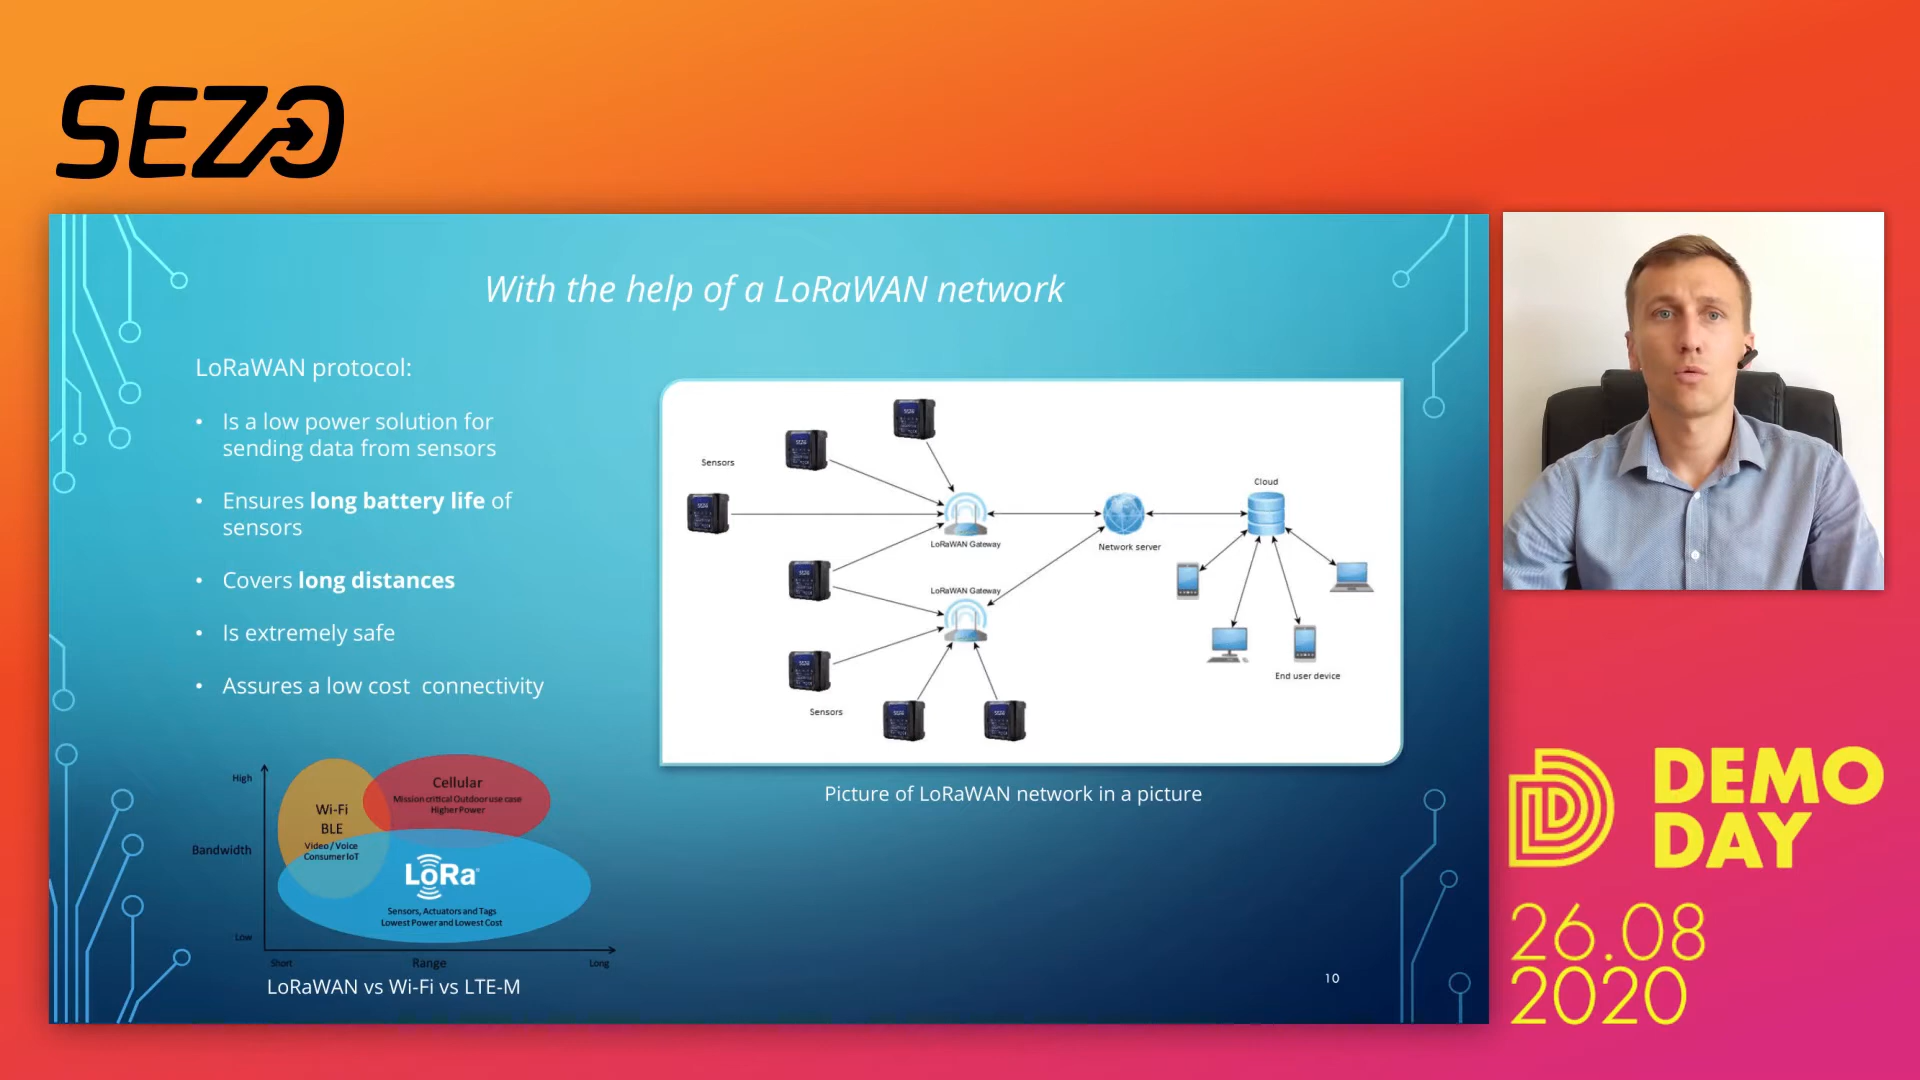 SEZO
With the help of a LoRaWAN network
LoRaWAN protocol:
• Is a low power solution for
sending data from sensors
• Ensures long battery life of
sensors
• Covers long distances
• Is extremely safe
• Assures a low cost  connectivity
High
Bandwidth
Low
Wi-Fi
BLE
Video / Voice
Consumer IoT
Cellular
Mission critical Outdoor use case
Higher Power
LoRa
Sensors, Actuators and Tags
Lowest Power and Lowest Cost
Short
Range
Long
LoRaWAN vs Wi-Fi vs LTE-M
Sensors
LoRaWAN Gateway
LoRaWAN Gateway
Network server
Cloud
End user device
Sensors
Picture of LoRaWAN network in a picture
10
DEMO
DAY
26.08
2020